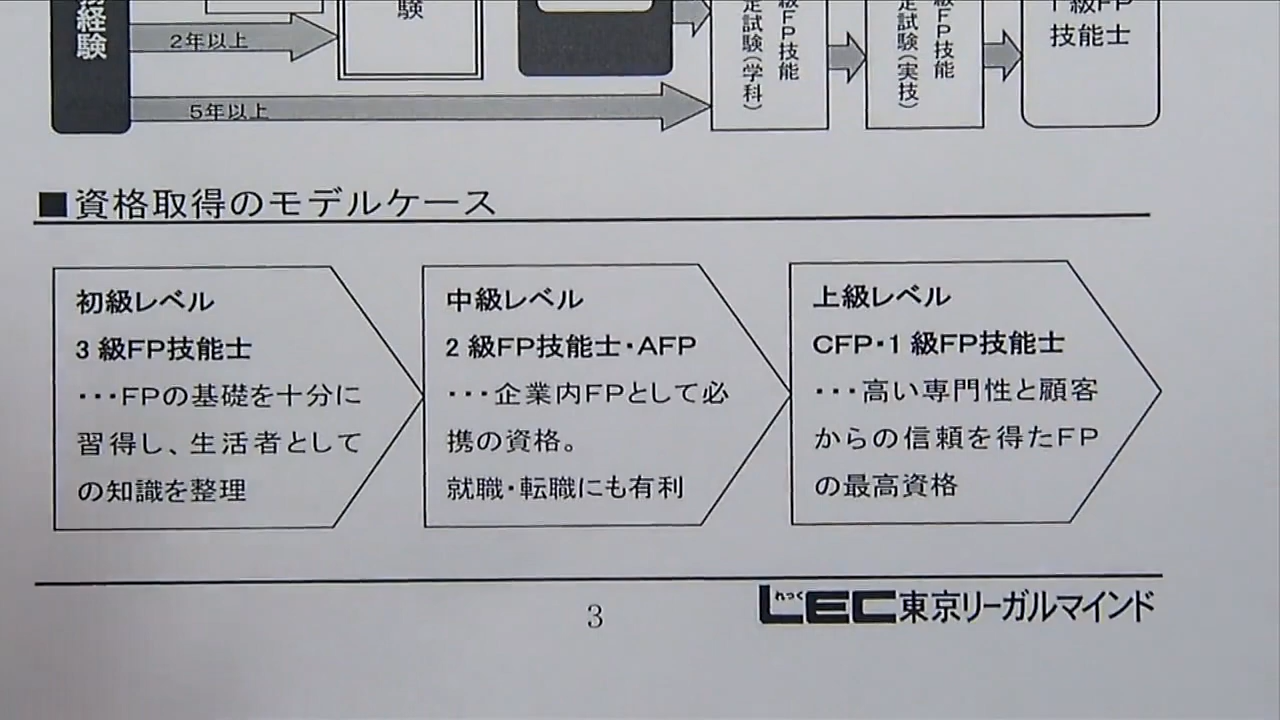 経験
2年以上
5年以上
験
級FP技能
定試験(学科)
級FP技能
定試験(実技)
1級FP
技能士
■資格取得のモデルケース
初級レベル
3級FP技能士
・・・FPの基礎を十分に
習得し、生活者として
の知識を整理
中級レベル
2級FP技能士・AFP
・・・企業内FPとして必
携の資格。
就職・転職にも有利
上級レベル
CFP・1級FP技能士
・・・高い専門性と顧客
からの信頼を得たFP
の最高資格
3
れっく
LEC東京リーガルマインド